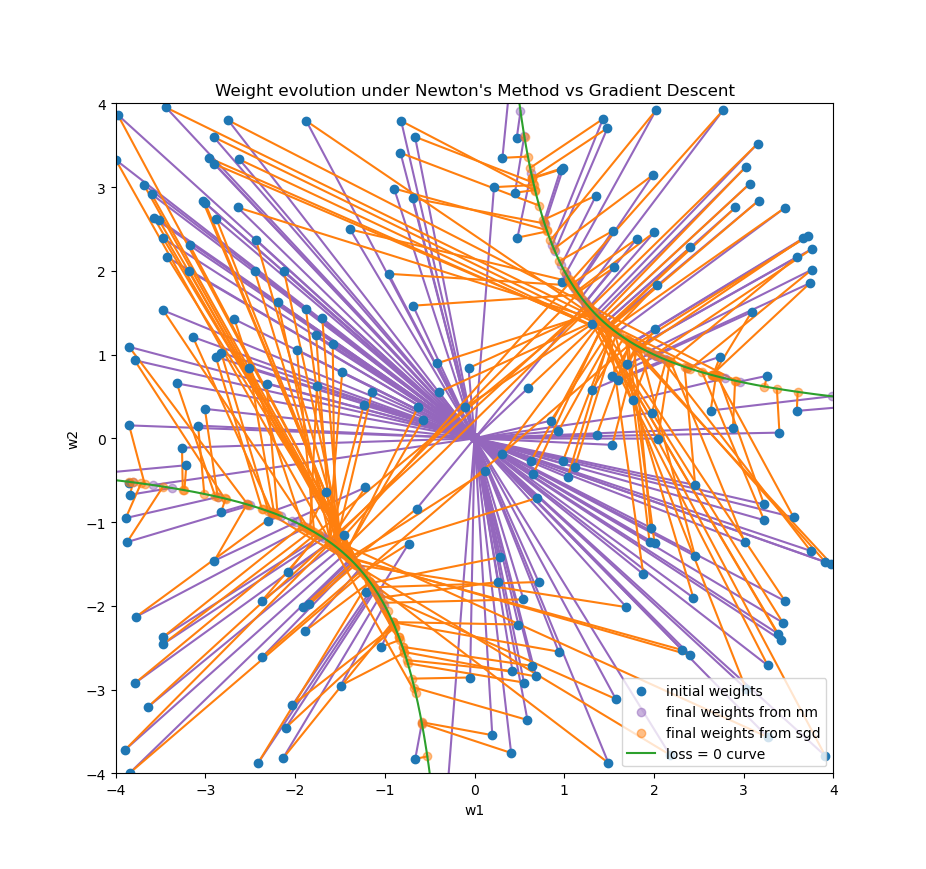 Weight evolution under Newton's Method vs Gradient Descent
4
3
2
1
0
−1
−2
−3
−4
w2
−4 −3 −2 −1 0 1 2 3 4
w1
initial weights
final weights from nm
final weights from sgd
loss = 0 curve